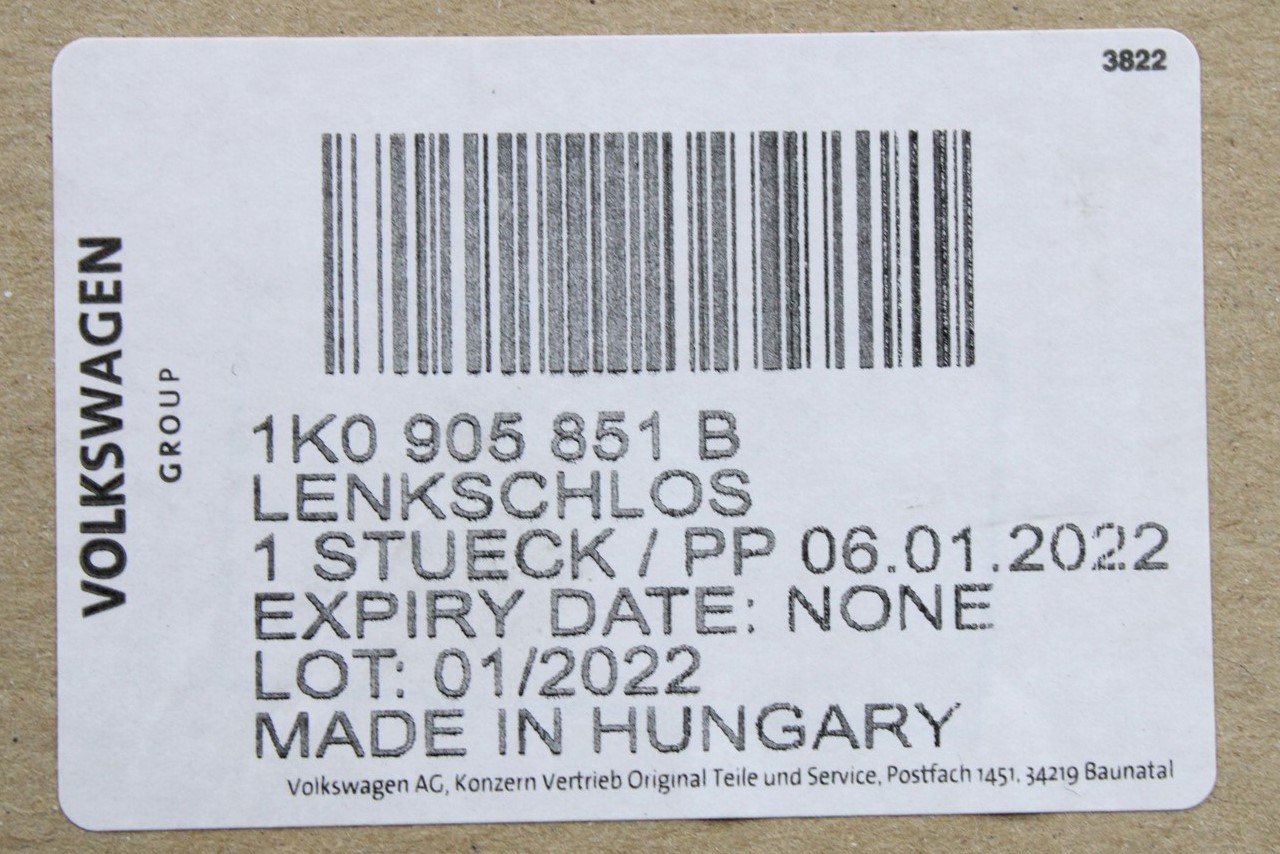 3822
VOLKSWAGEN
GROUP
1K0 905 851 B
LENKSCHLOS
1 STUECK / PP 06.01.2022
EXPIRY DATE: NONE
LOT: 01/2022
MADE IN HUNGARY
Volkswagen AG, Konzern Vertrieb Original Teile und Service, Postfach 1451. 34219 Baunatal